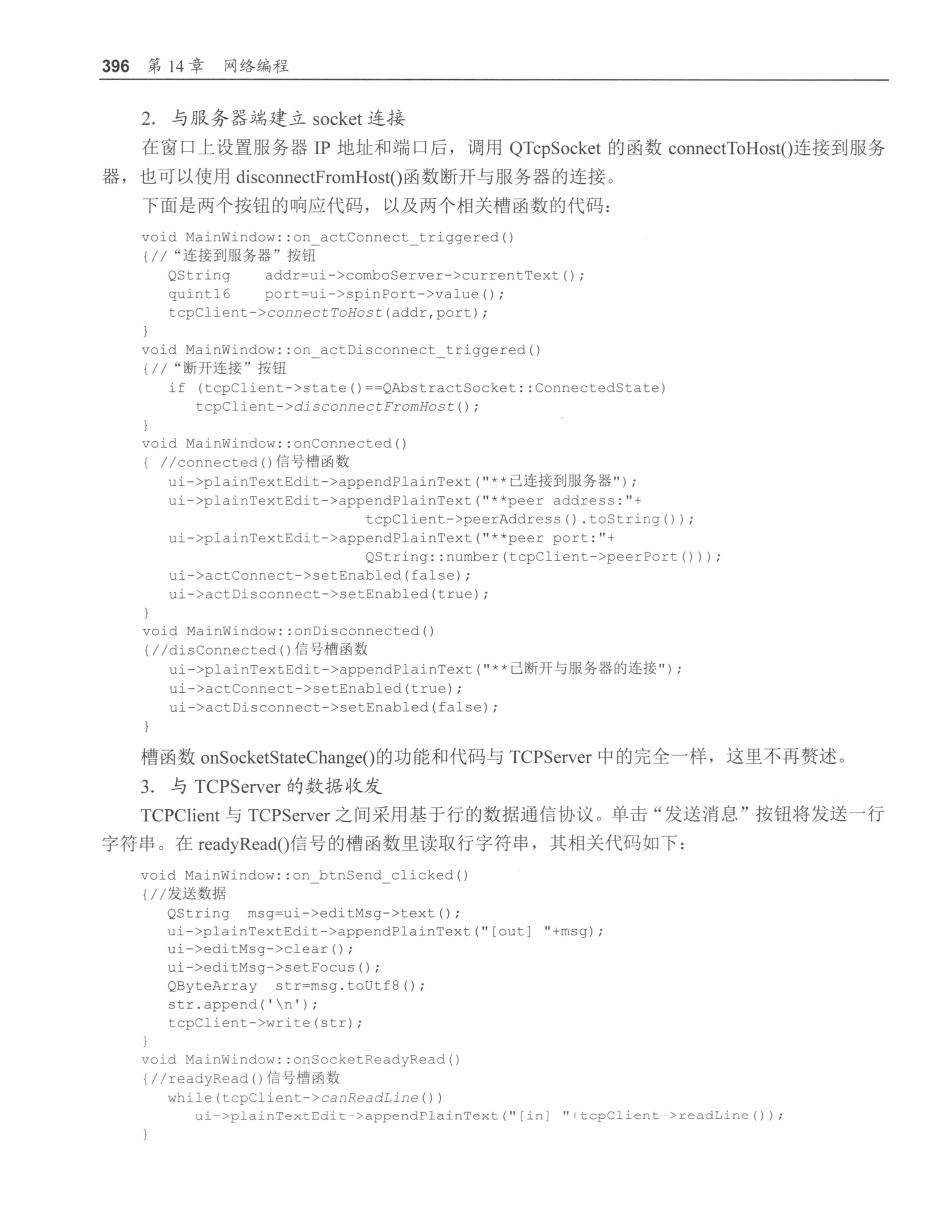 396 第 14 章 网络编程
2. 与服务器端建立 socket 连接
在窗口上设置服务器 IP 地址和端口后，调用 QTcpSocket 的函数 connectToHost()连接到服务
器，也可以使用 disconnectFromHost()函数断开与服务器的连接。
下面是两个按钮的响应代码，以及两个相关槽函数的代码：
void MainWindow::on_actConnect_triggered()
{//“连接到服务器”按钮
QString addr=ui->comboServer->currentText();
quint16 port=ui->spinPort->value();
tcpClient->connectToHost(addr,port);
}
void MainWindow::on_actDisconnect_triggered()
{//“断开连接”按钮
if (tcpClient->state()==QAbstractSocket::ConnectedState)
tcpClient->disconnectFromHost();
}
void MainWindow::onConnected()
{ //connected()信号槽函数
ui->plainTextEdit->appendPlainText("**已连接到服务器");
ui->plainTextEdit->appendPlainText("**peer address:"+
tcpClient->peerAddress().toString());
ui->plainTextEdit->appendPlainText("**peer port:"+
QString::number(tcpClient->peerPort()));
ui->actConnect->setEnabled(false);
ui->actDisconnect->setEnabled(true);
}
void MainWindow::onDisconnected()
{//disConnected()信号槽函数
ui->plainTextEdit->appendPlainText("**已断开与服务器的连接");
ui->actConnect->setEnabled(true);
ui->actDisconnect->setEnabled(false);
}
槽函数 onSocketStateChange()的功能和代码与 TCPServer 中的完全一样，这里不再赘述。
3. 与 TCPServer 的数据收发
TCPClient 与 TCPServer 之间采用基于行的数据通信协议。单击“发送消息”按钮将发送一行
字符串。在 readyRead()信号的槽函数里读取行字符串，其相关代码如下：
void MainWindow::on_btnSend_clicked()
{//发送数据
QString msg=ui->editMsg->text();
ui->plainTextEdit->appendPlainText("[out] "+msg);
ui->editMsg->clear();
ui->editMsg->setFocus();
QByteArray str=msg.toUtf8();
str.append('\n');
tcpClient->write(str);
}
void MainWindow::onSocketReadyRead()
{//readyRead()信号槽函数
while(tcpClient->canReadLine())
ui->plainTextEdit->appendPlainText("[in] "+tcpClient->readLine());
}